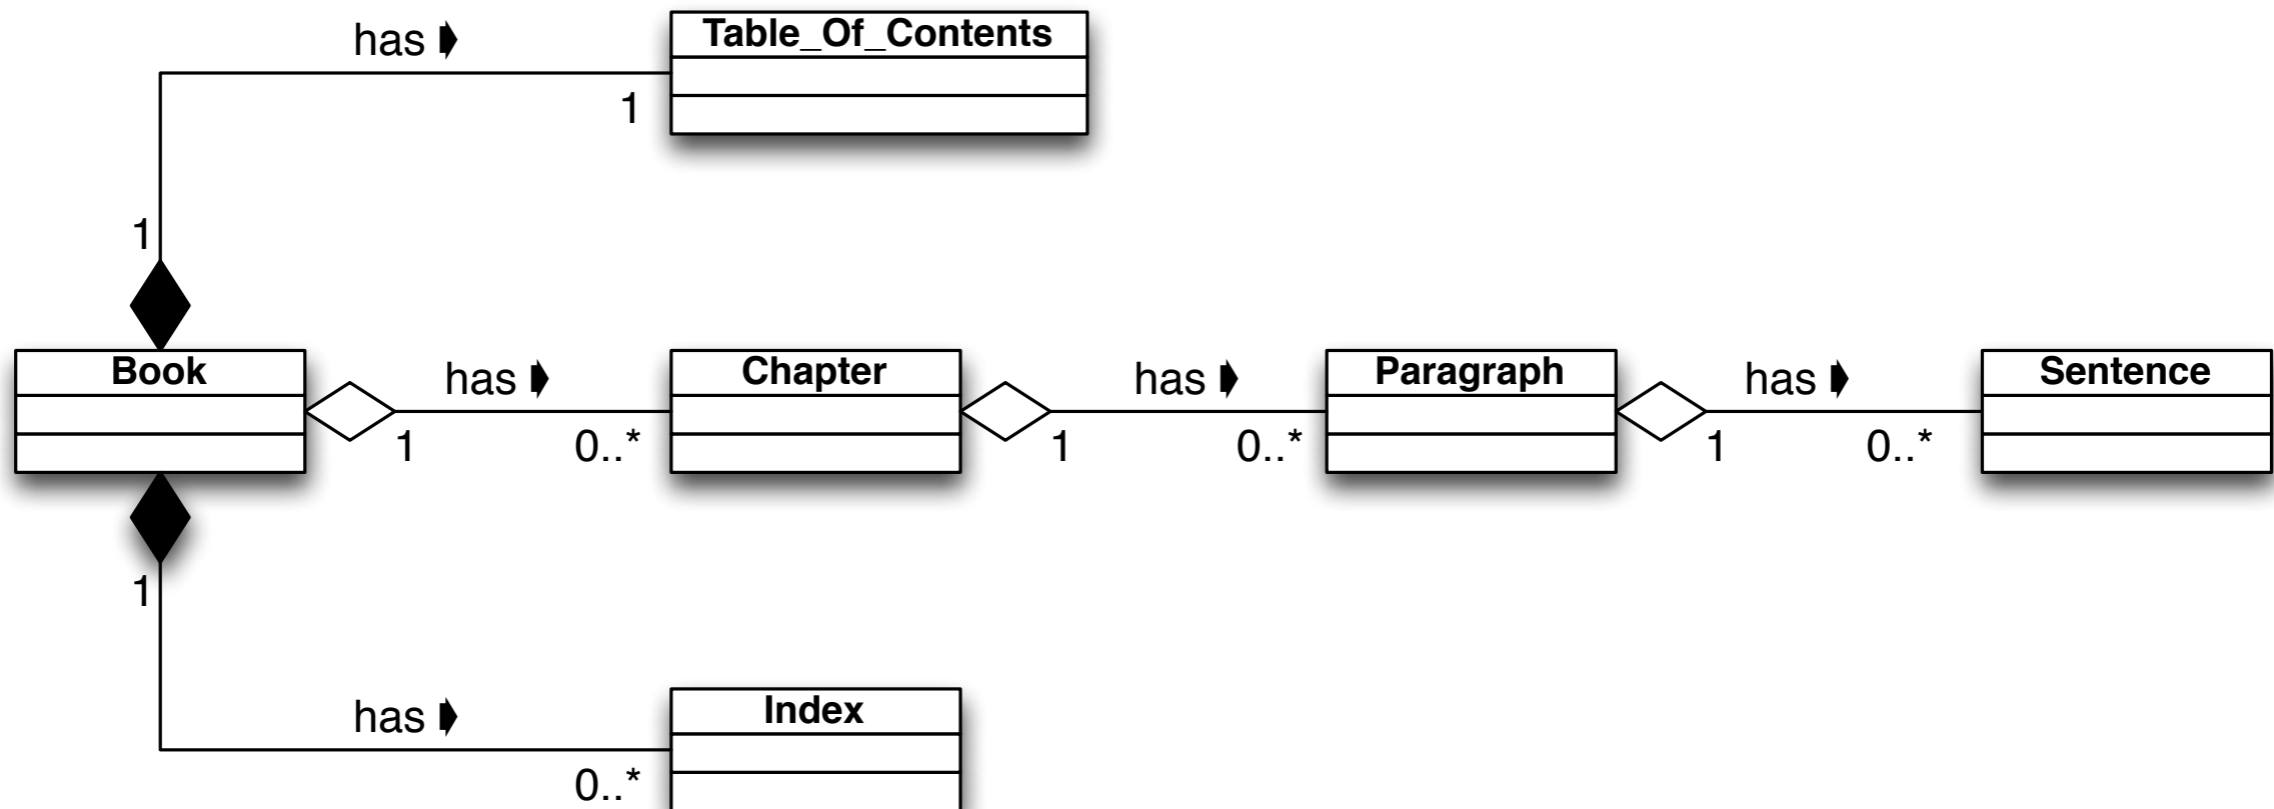 has
Table_Of_Contents
1
1
Book
has
1
0..*
Chapter
has
1
0..*
Paragraph
has
1
0..*
Sentence
1
has
0..*
Index